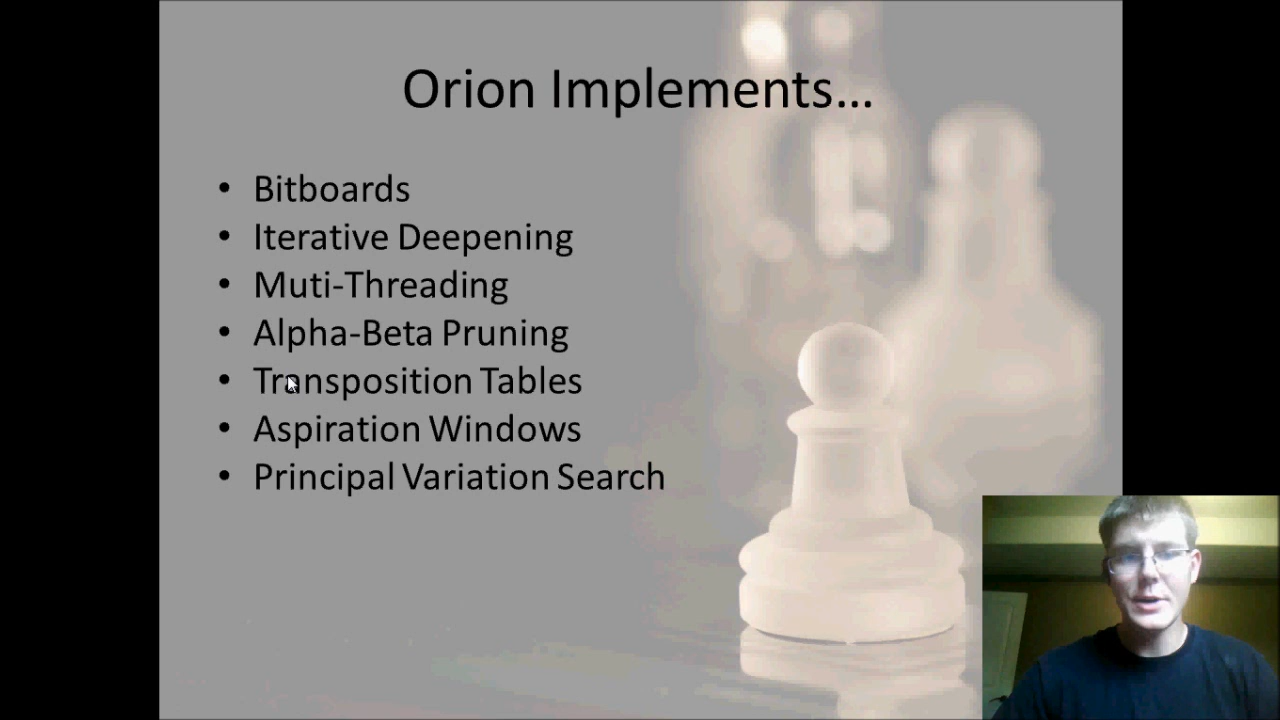 Orion Implements...
• Bitboards
• Iterative Deepening
• Muti-Threading
• Alpha-Beta Pruning
• Transposition Tables
• Aspiration Windows
• Principal Variation Search